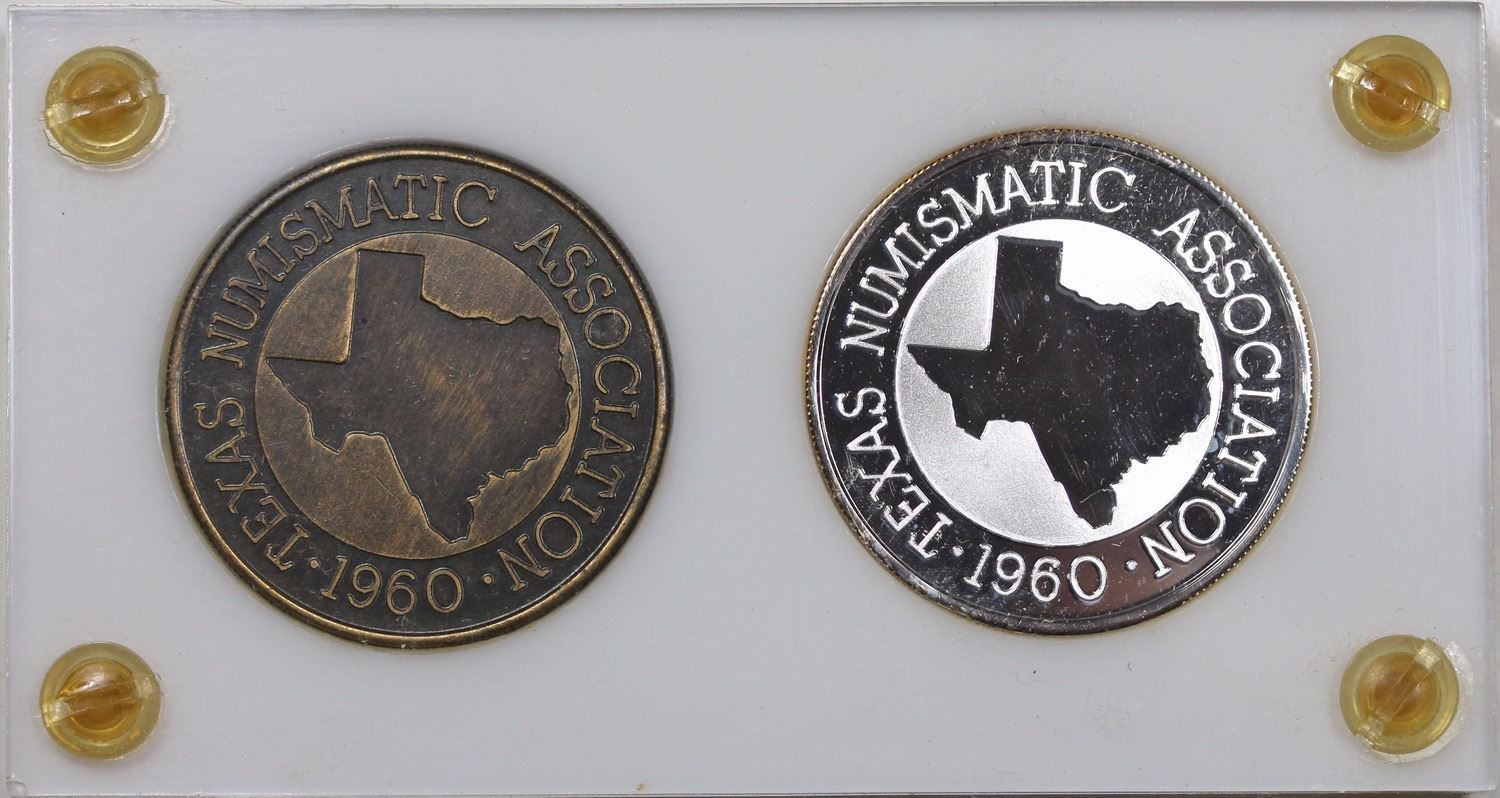 TEXAS NUMISMATIC ASSOCIATION
· 1960 ·
TEXAS NUMISMATIC ASSOCIATION
· 1960 ·